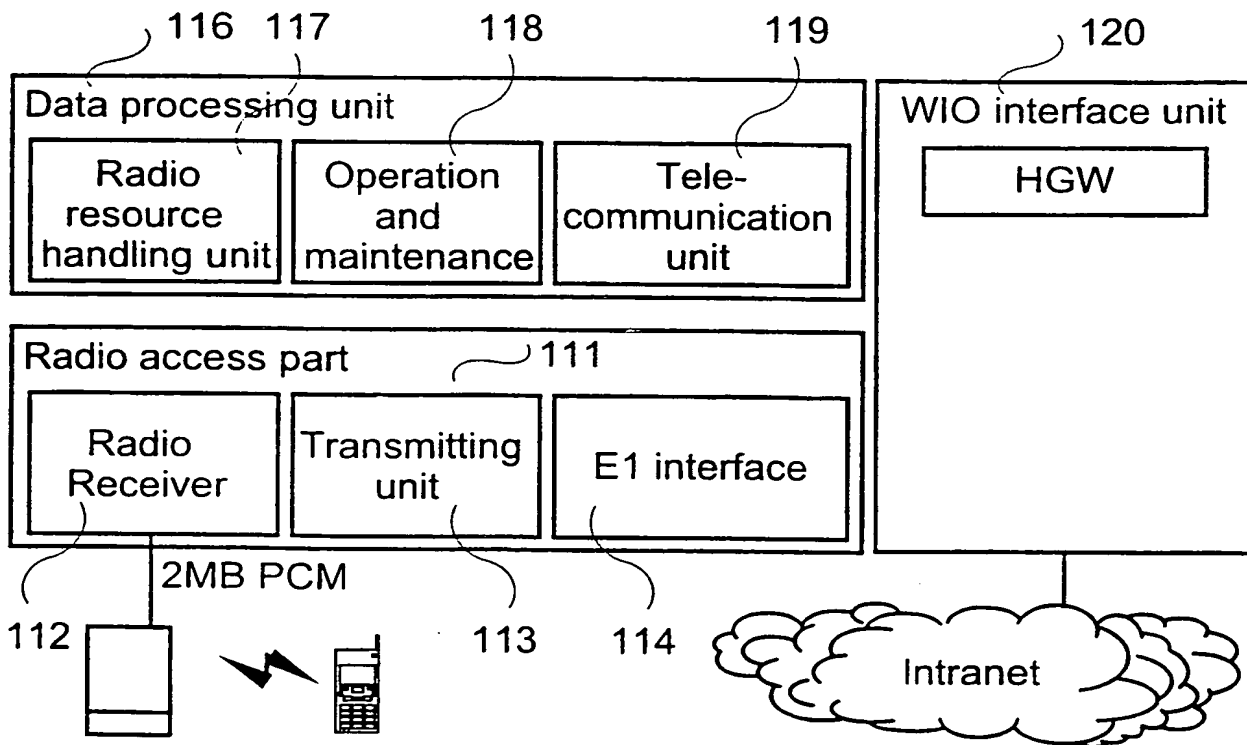 116 117 118 119 120
Data processing unit
WIO interface unit
Radio
resource
handling unit
Operation
and
maintenance
Tele-
communication
unit
HGW
Radio access part
111
Radio
Receiver
Transmitting
unit
E1 interface
2MB PCM
112 113 114
Intranet